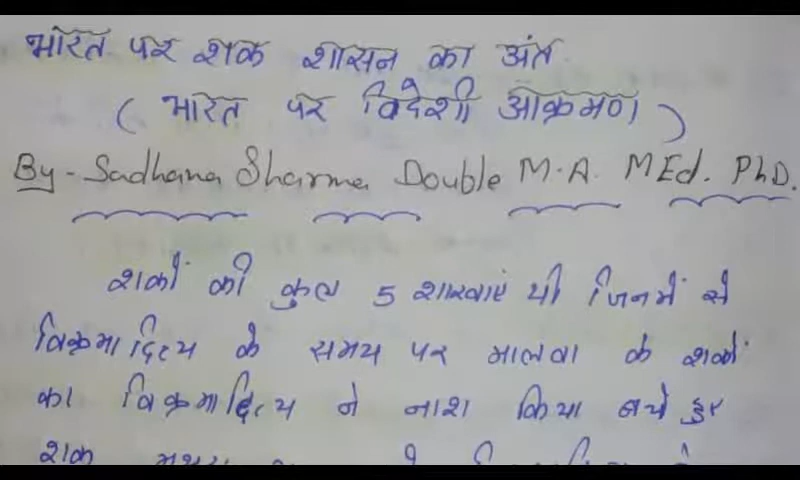 भारत पर शक शासन का अंत
( भारत पर विदेशी आक्रमण )
By - Sadhana Sharma Double M.A. MEd. PhD.
शकों की कुल 5 शाखाएं थी जिनमें से
विक्रमादित्य के समय पर मालवा के शकों
का विक्रमादित्य ने नाश किया बचे हुए
शक